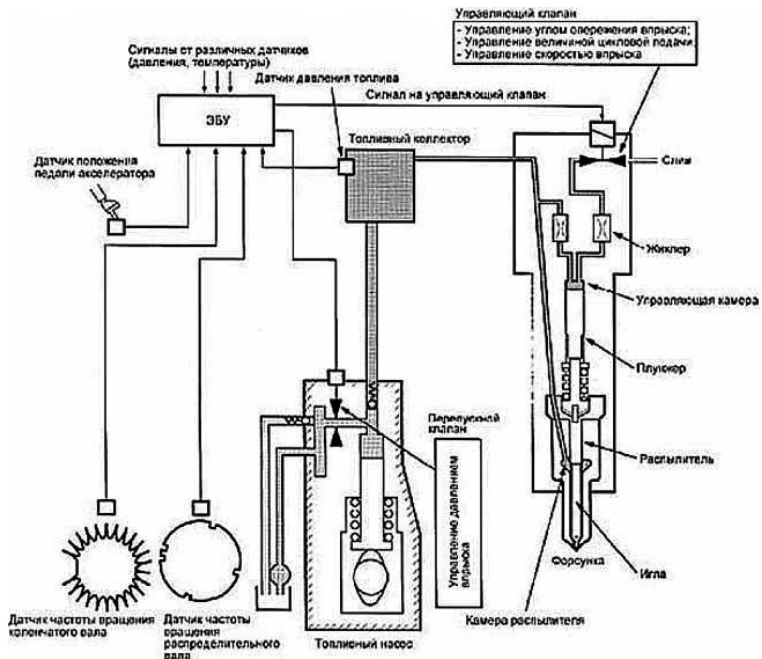 Управляющий клапан
- Управление углом опережения впрыска;
- Управление величиной цикловой подачи;
- Управление скоростью впрыска
Сигналы от различных датчиков
(давления, температуры)
Датчик давления топлива
Сигнал на управляющий клапан
ЭБУ
Топливный коллектор
Датчик положения
педали акселератора
Слив
Жиклер
Управляющая камера
Плунжер
Перепускной
клапан
Управление давлением
впрыска
Распылитель
Форсунка
Игла
Камера распылителя
Датчик частоты вращения
коленчатого вала
Датчик частоты
вращения
распределительного
вала
Топливный насос